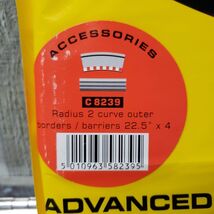 ACCESSORIES
C 8239
Radius 2 curve outer
borders / barriers 22.5° x 4
5 010963 582395
ADVANCED